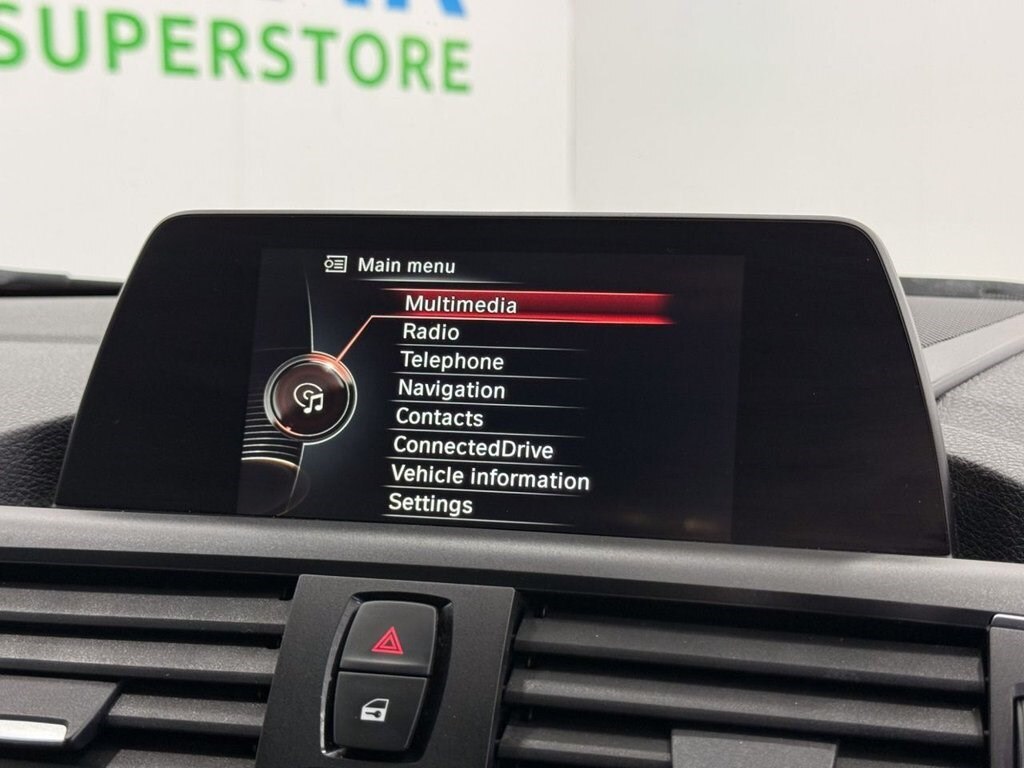 SUPERSTORE
Main menu
Multimedia
Radio
Telephone
Navigation
Contacts
ConnectedDrive
Vehicle information
Settings